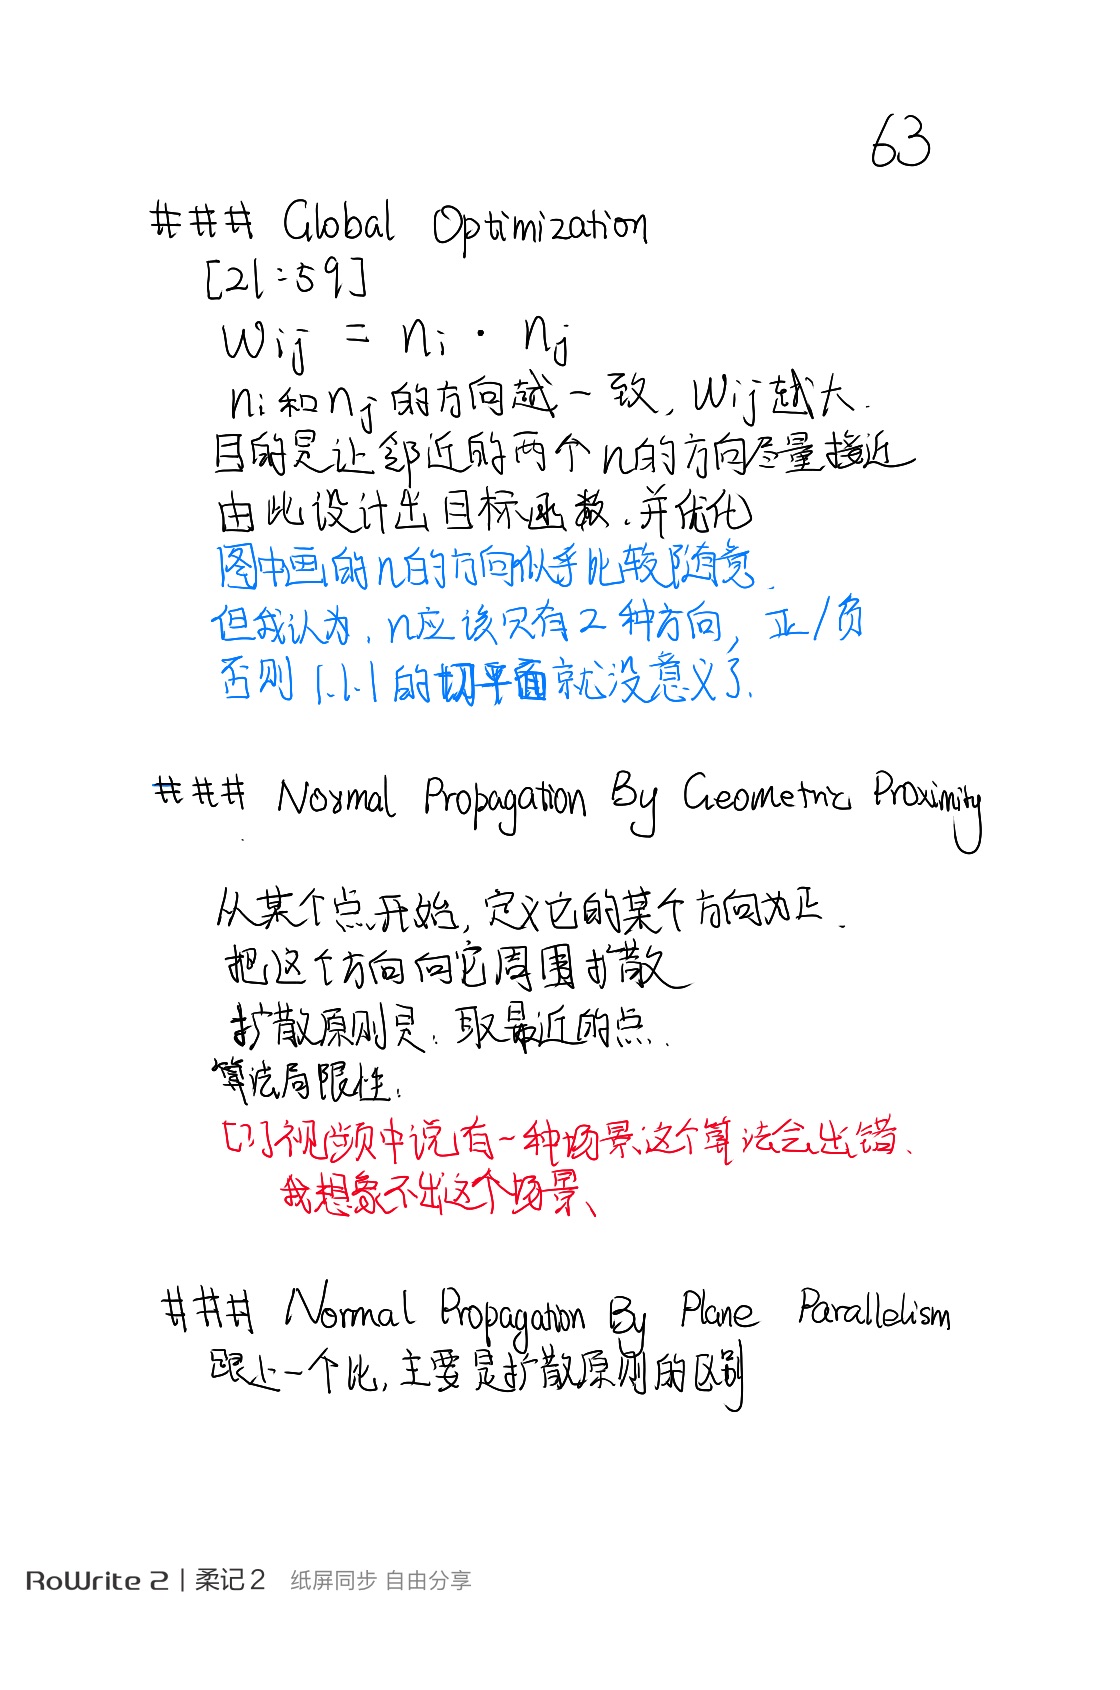 63
### Global Optimization
[21:59]
Wij = ni · nj
ni和nj的方向越一致,Wij越大.
目的是让邻近的两个n的方向尽量接近
由此设计出目标函数.并优化
图中画的n的方向似乎比较随意.
但我认为.n应该只有2种方向,正/负
否则1.1.1的切平面就没意义了.
### Normal Propagation By Geometric Proximity
从某个点开始,定义它的某个方向为正.
把这个方向向它周围扩散
扩散原则是:取最近的点.
算法局限性:
[?]视频中说有一种场景这个算法会出错.
我想象不出这个场景、
### Normal Propagation By Plane Parallelism
跟上一个比,主要是扩散原则的区别
RoWrite 2 | 柔记 2 纸屏同步 自由分享